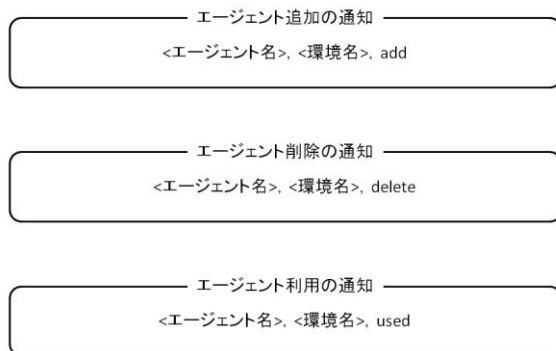 エージェント追加の通知
<エージェント名>, <環境名>, add
エージェント削除の通知
<エージェント名>, <環境名>, delete
エージェント利用の通知
<エージェント名>, <環境名>, used